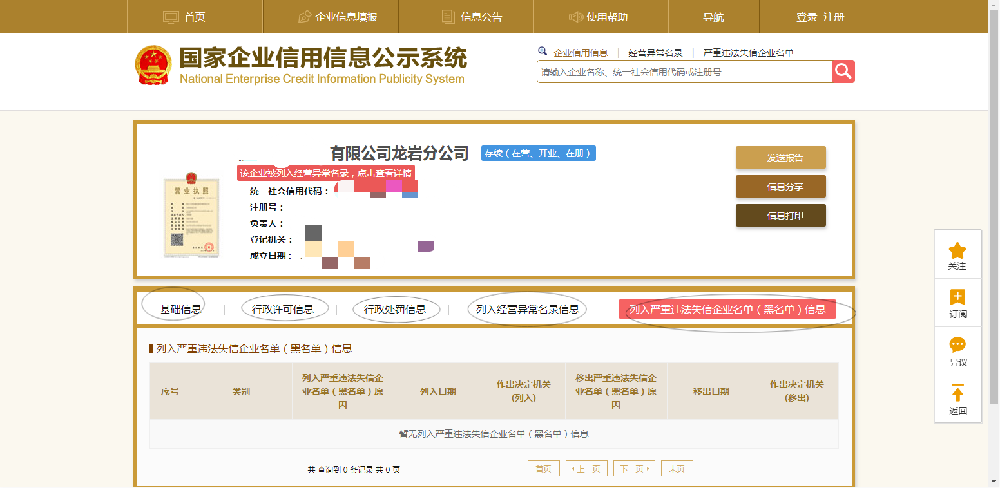 首页
企业信息填报
信息公告
使用帮助
导航
登录 注册
国家企业信用信息公示系统
National Enterprise Credit Information Publicity System
企业信用信息 | 经营异常名录 | 严重违法失信企业名单
请输入企业名称、统一社会信用代码或注册号
有限公司龙岩分公司
存续（在营、开业、在册）
该企业被列入经营异常名录，点击查看详情
营业执照
统一社会信用代码：
注册号：
负责人：
登记机关：
成立日期：
发送报告
信息分享
信息打印
关注
订阅
异议
返回
基础信息 | 行政许可信息 | 行政处罚信息 | 列入经营异常名录信息 | 列入严重违法失信企业名单（黑名单）信息
列入严重违法失信企业名单（黑名单）信息
序号
类别
列入严重违法失信企
业名单（黑名单）原
因
列入日期
作出决定机关
(列入)
移出严重违法失信企
业名单（黑名单）原
因
移出日期
作出决定机关
(移出)
暂无列入严重违法失信企业名单（黑名单）信息
共 查询到 0 条记录 共 0 页
首页
上一页
下一页
末页